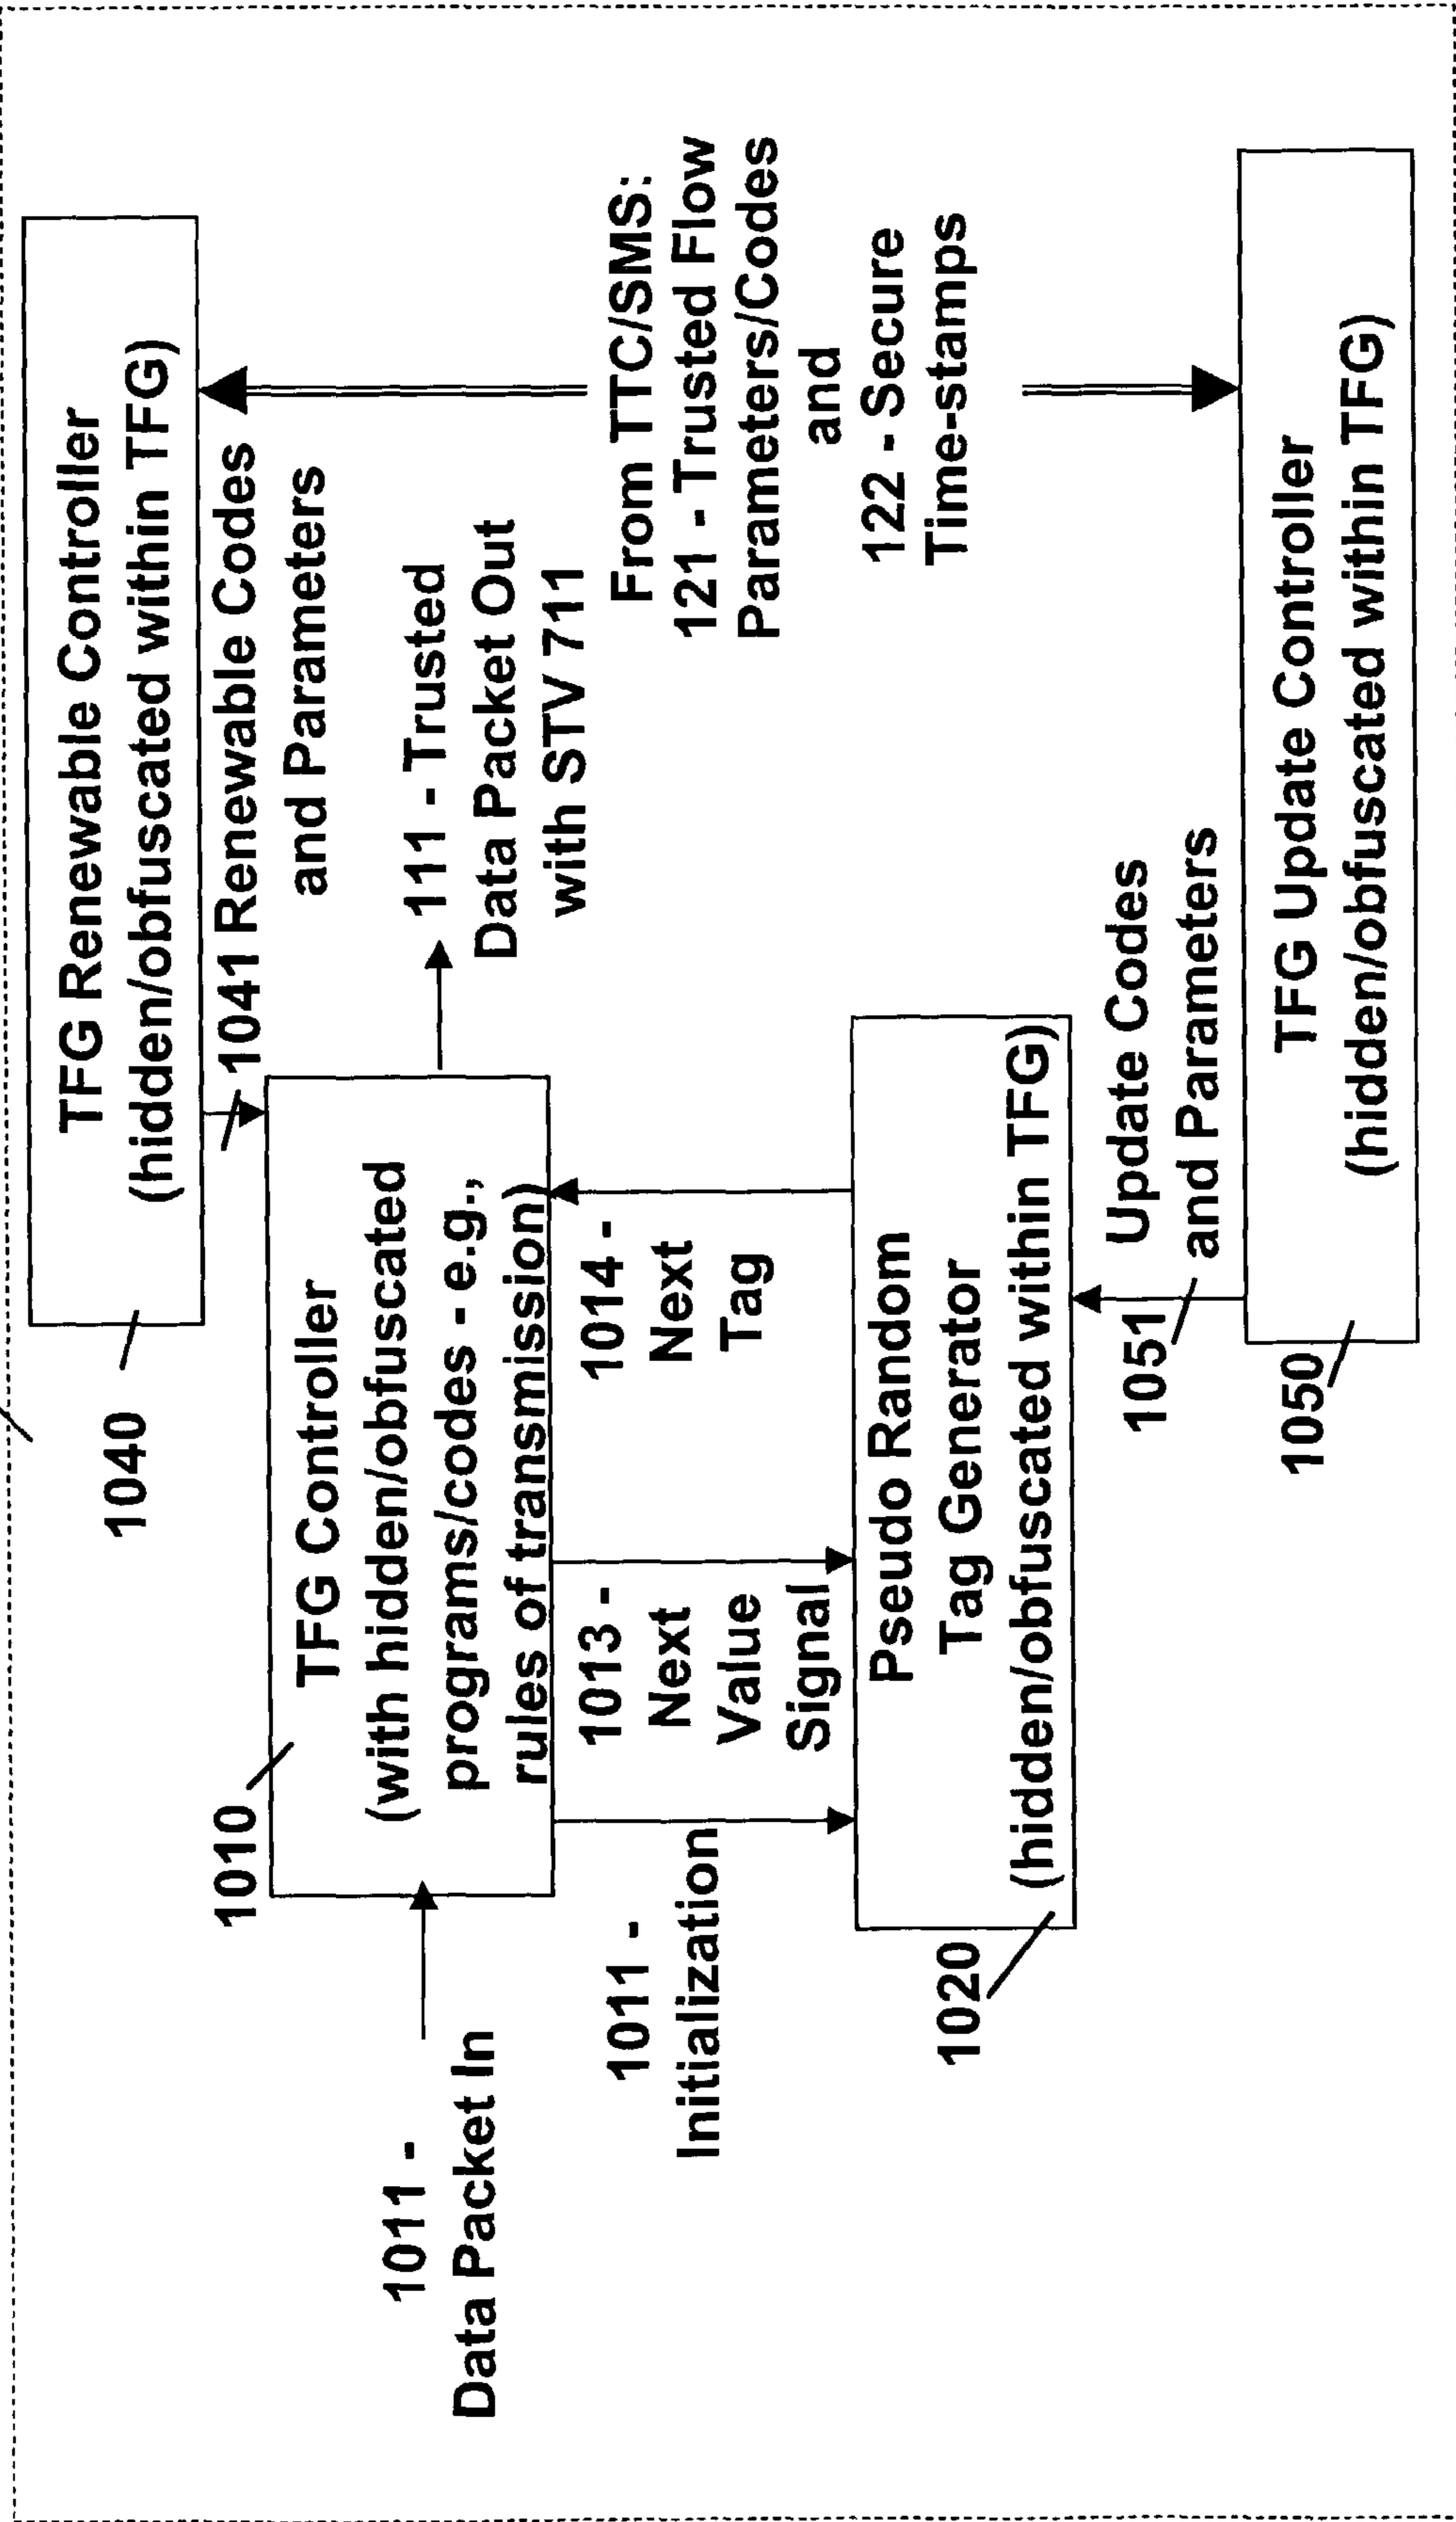 TFG Renewable Controller
(hidden/obfuscated within TFG)
1040
1041 Renewable Codes
and Parameters
1010
TFG Controller
(with hidden/obfuscated
programs/codes - e.g.,
rules of transmission)
1011 -
Data Packet In
111 - Trusted
Data Packet Out
with STV 711
1011 -
Initialization
1013 -
Next
Value
Signal
1014 -
Next
Tag
From TTC/SMS:
121 - Trusted Flow
Parameters/Codes
and
122 - Secure
Time-stamps
Pseudo Random
Tag Generator
(hidden/obfuscated within TFG)
1020
1051
Update Codes
and Parameters
TFG Update Controller
(hidden/obfuscated within TFG)
1050